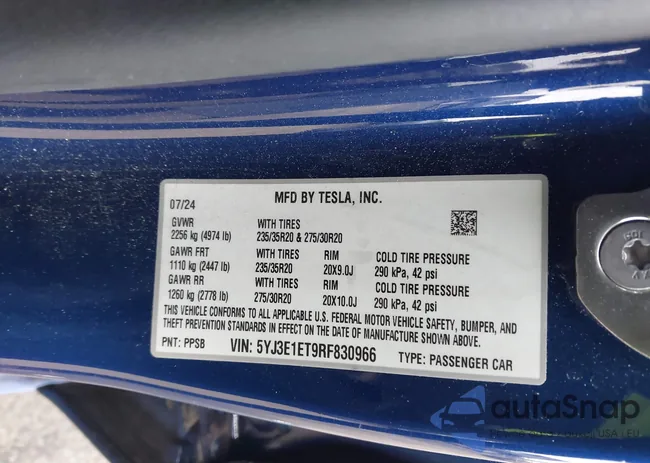 MFD BY TESLA, INC.
07/24
GVWR WITH TIRES
2256 kg (4974 lb) 235/35R20 & 275/30R20
GAWR FRT WITH TIRES RIM COLD TIRE PRESSURE
1110 kg (2447 lb) 235/35R20 20X9.0J 290 kPa, 42 psi
GAWR RR WITH TIRES RIM COLD TIRE PRESSURE
1260 kg (2778 lb) 275/30R20 20X10.0J 290 kPa, 42 psi
THIS VEHICLE CONFORMS TO ALL APPLICABLE U.S. FEDERAL MOTOR VEHICLE SAFETY, BUMPER, AND
THEFT PREVENTION STANDARDS IN EFFECT ON THE DATE OF MANUFACTURE SHOWN ABOVE.
PNT: PPSB VIN: 5YJ3E1ET9RF830966 TYPE: PASSENGER CAR
autoSnap